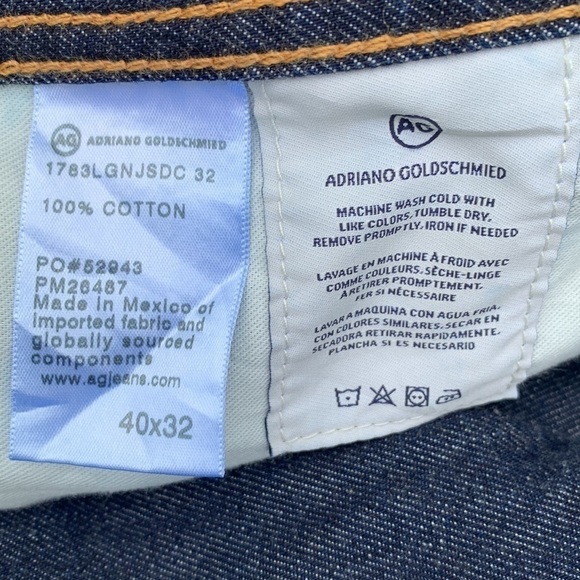 AG ADRIANO GOLDSCHMIED
1783LGNJSDC 32
100% COTTON
PO#52943
PM26487
Made in Mexico of
imported fabric and
globally sourced
components
www.agjeans.com
40x32
AG
ADRIANO GOLDSCHMIED
MACHINE WASH COLD WITH
LIKE COLORS, TUMBLE DRY,
REMOVE PROMPTLY, IRON IF NEEDED
LAVAGE EN MACHINE À FROID AVEC
COMME COULEURS. SÈCHE-LINGE
À RETIRER PROMPTEMENT.
FER SI NÉCESSAIRE
LAVAR A MAQUINA CON AGUA FRIA.
CON COLORES SIMILARES. SECAR EN
SECADORA RETIRAR RAPIDAMENTE.
PLANCHA SI ES NECESARIO